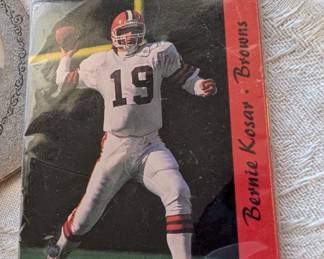 19
Bernie Kosar · Browns